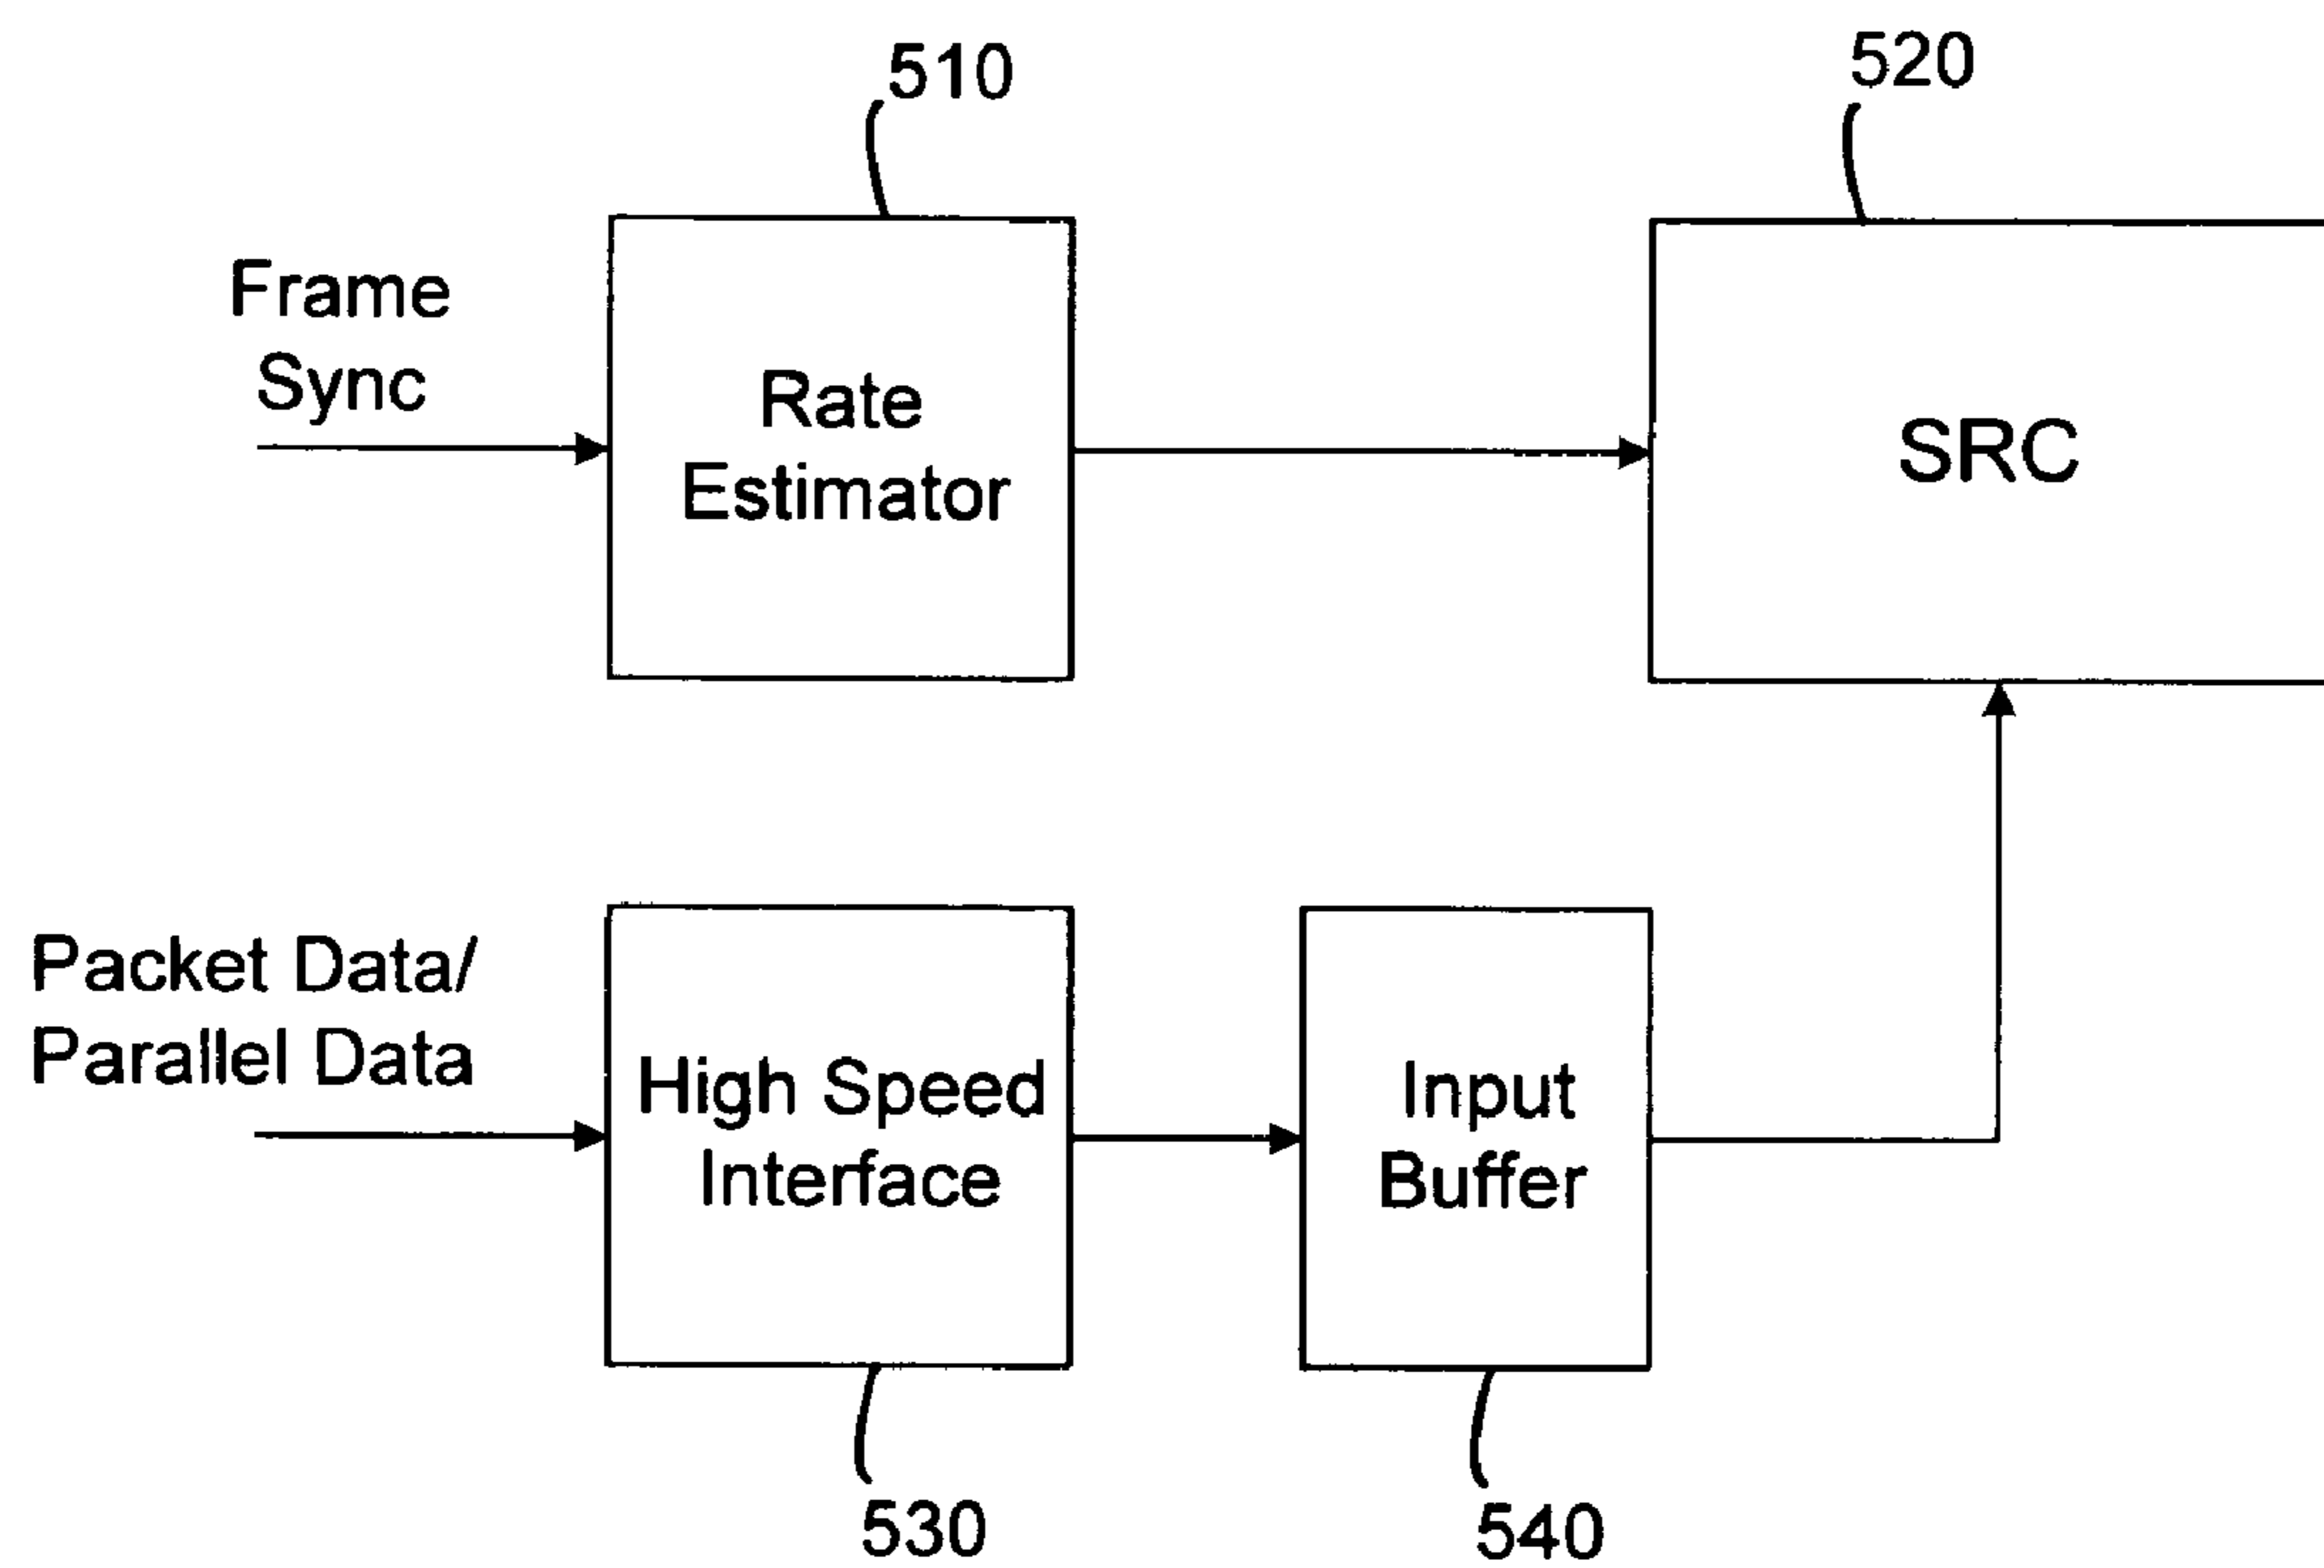 510
520
Frame
Sync
Rate
Estimator
SRC
Packet Data/
Parallel Data
High Speed
Interface
Input
Buffer
530
540